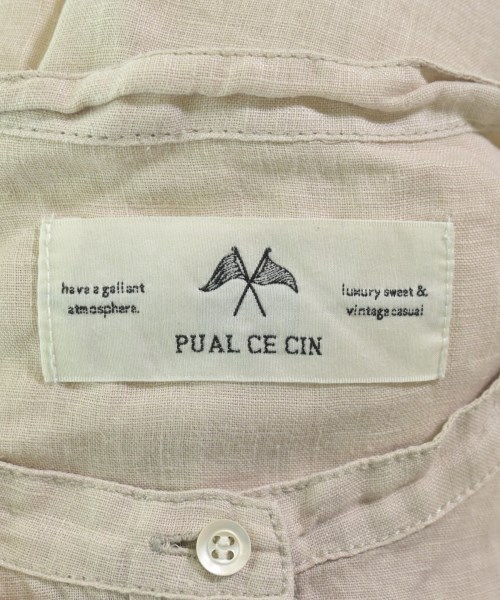 have a gallant
atmosphere.
luxury sweet &
vintage casual
PUAL CE CIN